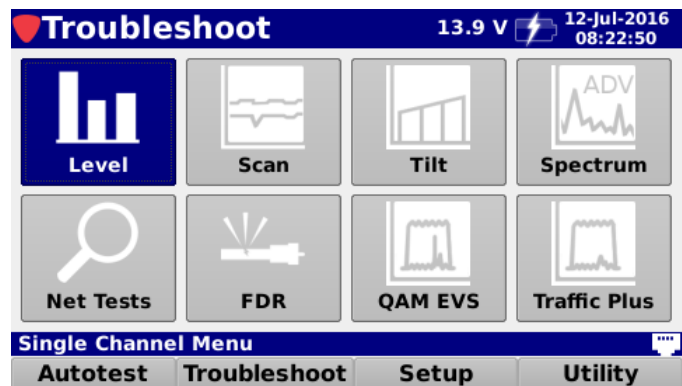 Troubleshoot
13.9 V
12-Jul-2016
08:22:50
Level
Scan
Tilt
ADV
Spectrum
Net Tests
FDR
QAM EVS
Traffic Plus
Single Channel Menu
Autotest
Troubleshoot
Setup
Utility